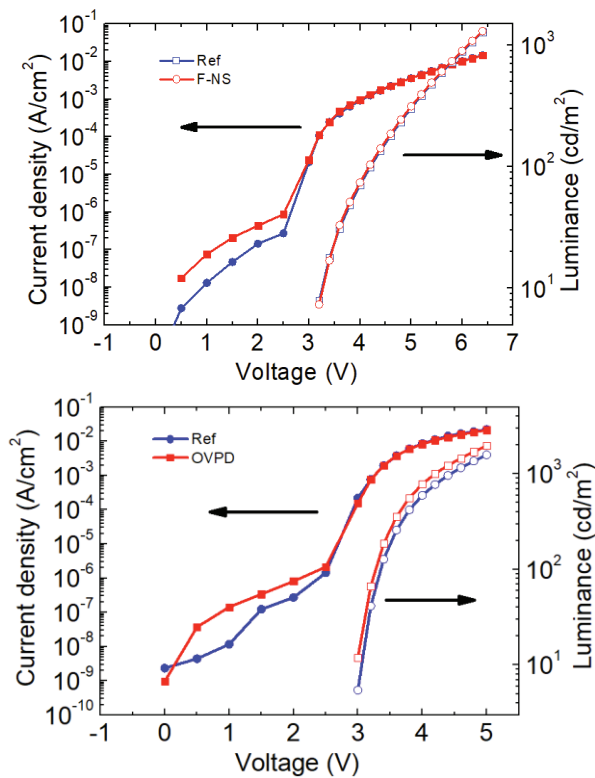 10⁻¹
10⁻²
10⁻³
10⁻⁴
10⁻⁵
10⁻⁶
10⁻⁷
10⁻⁸
10⁻⁹
Current density (A/cm²)
Ref
F-NS
10³
10²
10¹
Luminance (cd/m²)
-1 0 1 2 3 4 5 6 7
Voltage (V)
10⁻¹
10⁻²
10⁻³
10⁻⁴
10⁻⁵
10⁻⁶
10⁻⁷
10⁻⁸
10⁻⁹
10⁻¹⁰
Current density (A/cm²)
Ref
OVPD
10³
10²
10¹
Luminance (cd/m²)
-1 0 1 2 3 4 5
Voltage (V)